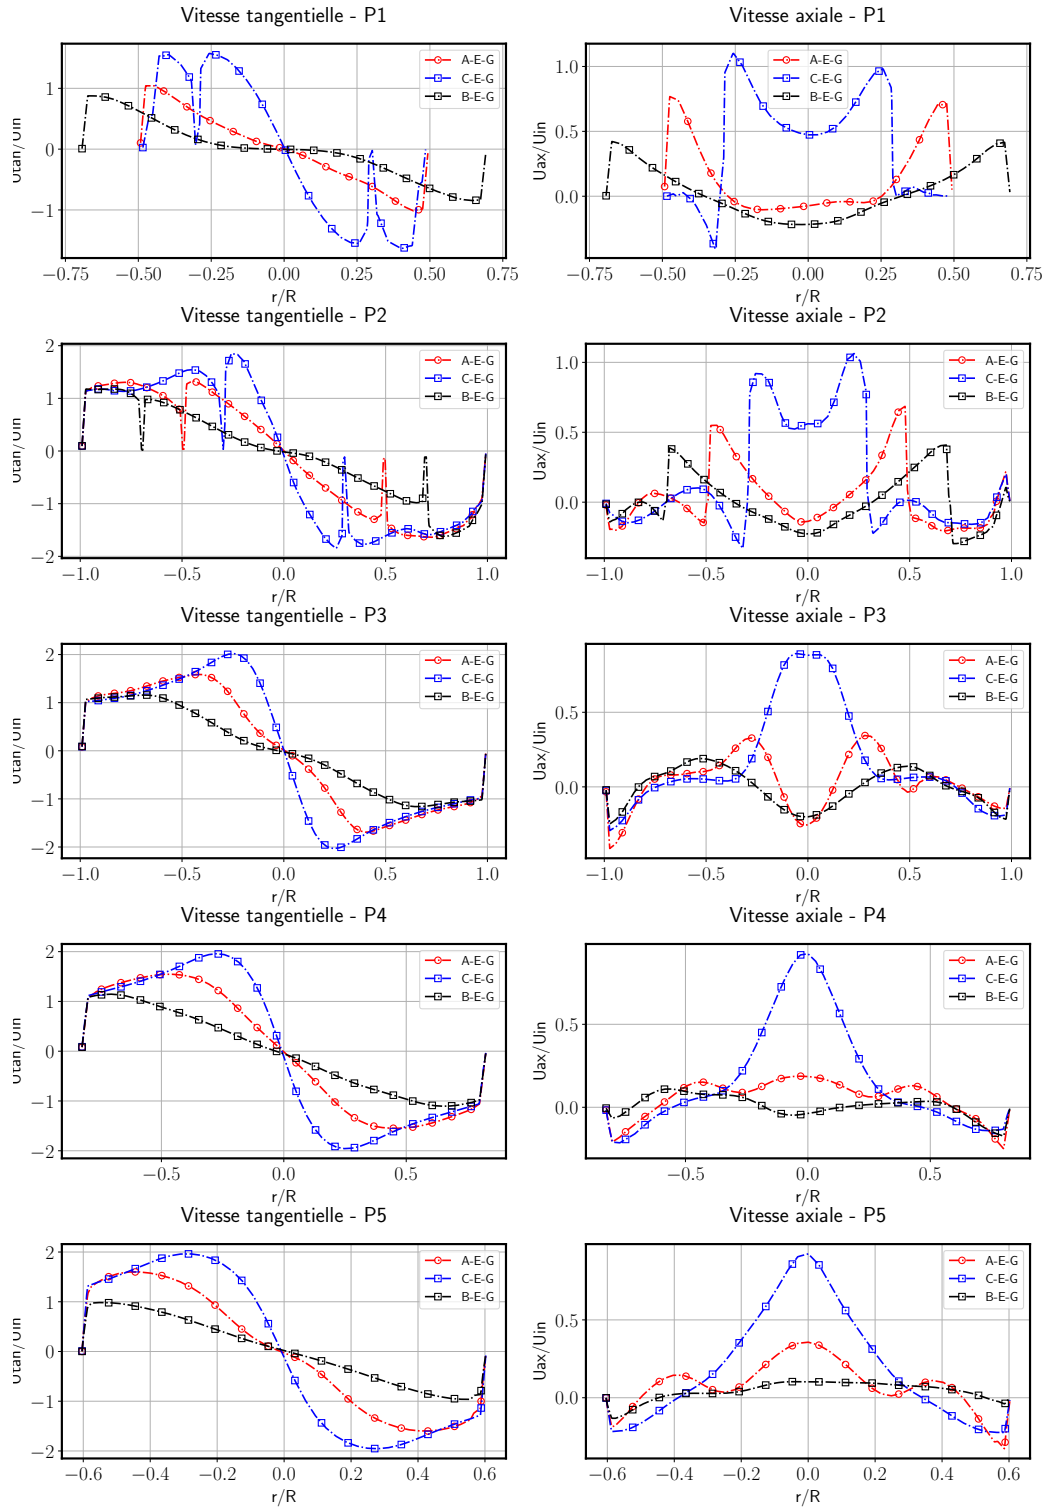 Vitesse tangentielle - P1
Vitesse axiale - P1
Utan/Uin
1
0
−1
A-E-G
C-E-G
B-E-G
−0.75 −0.50 −0.25 0.00 0.25 0.50 0.75
r/R
Uax/Uin
1.0
0.5
0.0
A-E-G
C-E-G
B-E-G
−0.75 −0.50 −0.25 0.00 0.25 0.50 0.75
r/R
Vitesse tangentielle - P2
Vitesse axiale - P2
Utan/Uin
2
1
0
−1
−2
A-E-G
C-E-G
B-E-G
−1.0 −0.5 0.0 0.5 1.0
r/R
Uax/Uin
1.0
0.5
0.0
A-E-G
C-E-G
B-E-G
−1.0 −0.5 0.0 0.5 1.0
r/R
Vitesse tangentielle - P3
Vitesse axiale - P3
Utan/Uin
2
1
0
−1
−2
A-E-G
C-E-G
B-E-G
−1.0 −0.5 0.0 0.5 1.0
r/R
Uax/Uin
0.5
0.0
A-E-G
C-E-G
B-E-G
−1.0 −0.5 0.0 0.5 1.0
r/R
Vitesse tangentielle - P4
Vitesse axiale - P4
Utan/Uin
2
1
0
−1
−2
A-E-G
C-E-G
B-E-G
−0.5 0.0 0.5
r/R
Uax/Uin
0.5
0.0
A-E-G
C-E-G
B-E-G
−0.5 0.0 0.5
r/R
Vitesse tangentielle - P5
Vitesse axiale - P5
Utan/Uin
2
1
0
−1
−2
A-E-G
C-E-G
B-E-G
−0.6 −0.4 −0.2 0.0 0.2 0.4 0.6
r/R
Uax/Uin
0.5
0.0
A-E-G
C-E-G
B-E-G
−0.6 −0.4 −0.2 0.0 0.2 0.4 0.6
r/R